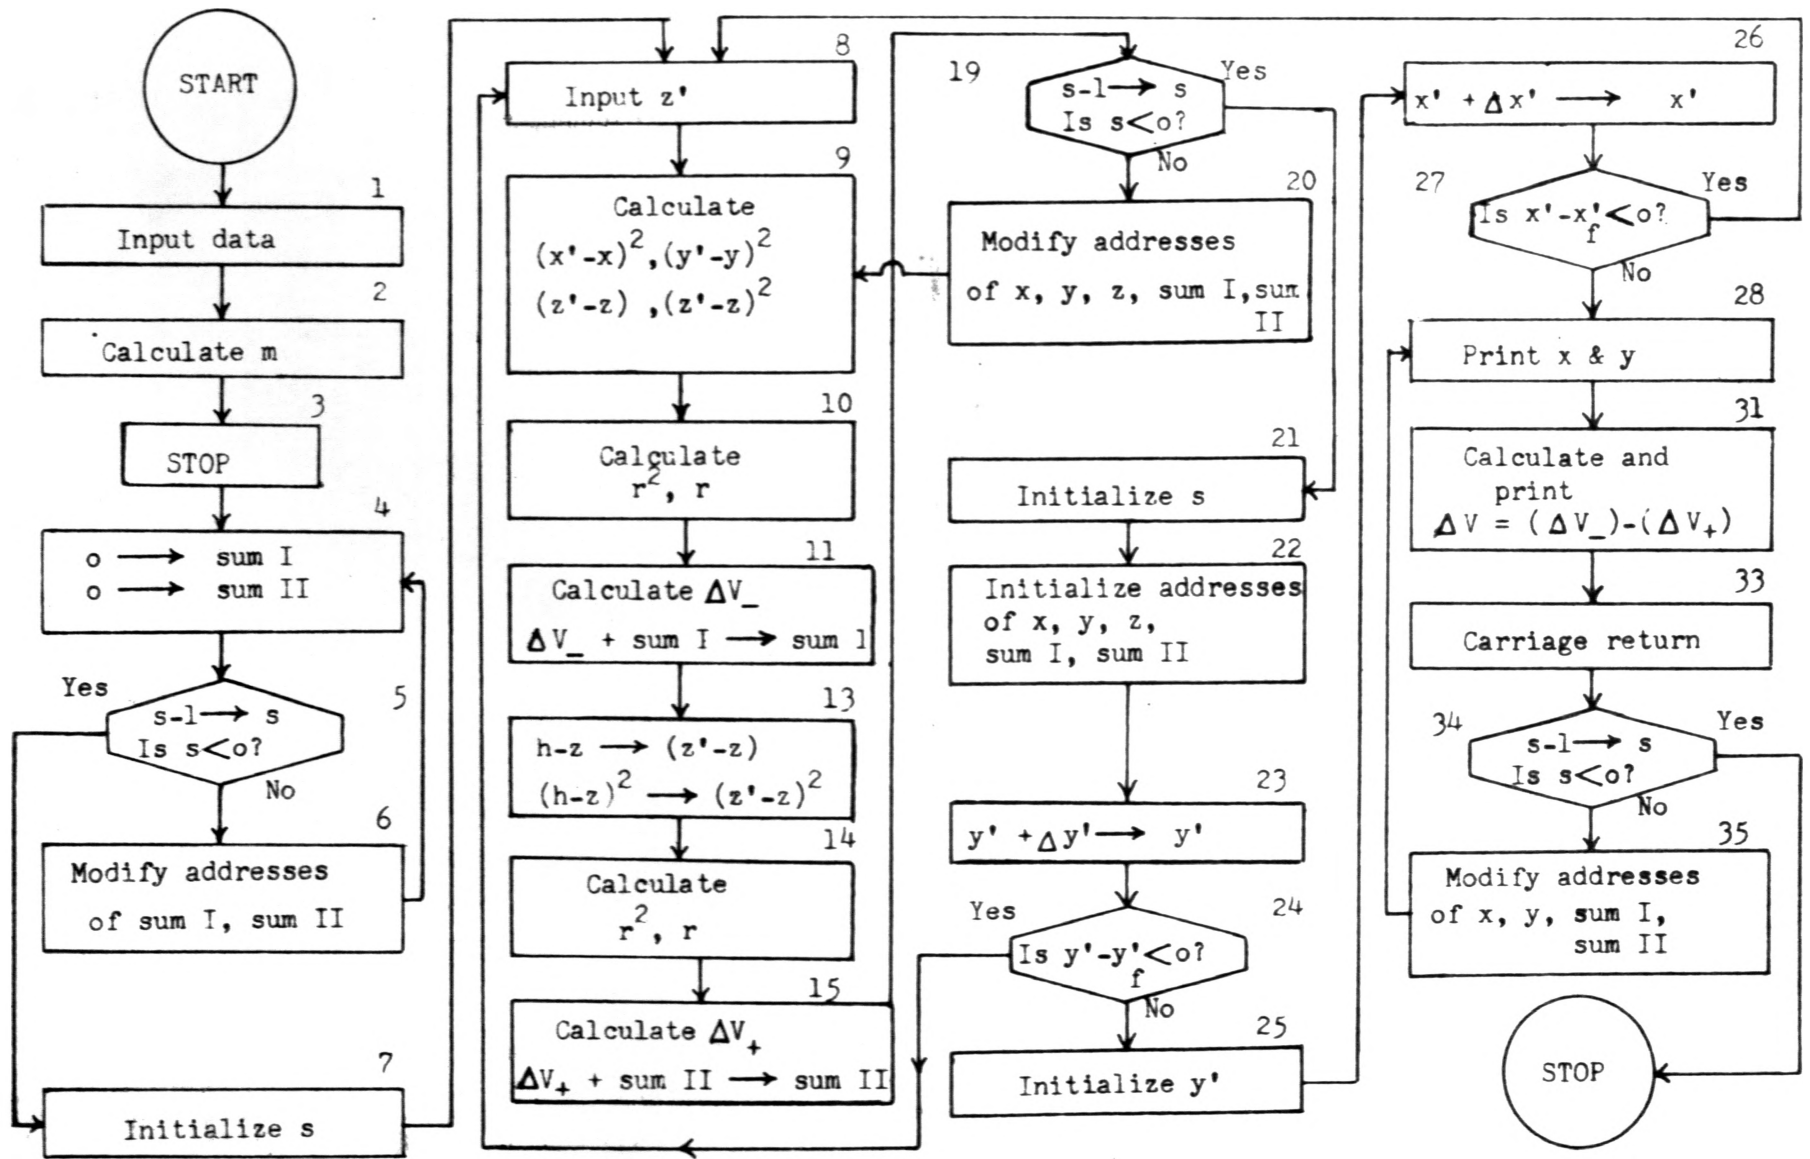 START
1
Input data
2
Calculate m
3
STOP
4
o → sum I
o → sum II
Yes
5
s-1 → s
Is s<o?
No
6
Modify addresses
of sum I, sum II
7
Initialize s
8
Input z'
9
Calculate
(x'-x)², (y'-y)²
(z'-z) , (z'-z)²
10
Calculate
r², r
11
Calculate ΔV_
ΔV_ + sum I → sum I
13
h-z → (z'-z)
(h-z)² → (z'-z)²
14
Calculate
r², r
15
Calculate ΔV₊
ΔV₊ + sum II → sum II
19
Yes
s-1 → s
Is s<o?
No
20
Modify addresses
of x, y, z, sum I, sum
II
21
Initialize s
22
Initialize addresses
of x, y, z,
sum I, sum II
23
y' + Δy' → y'
Yes
24
Is y'-y'<o?
f
No
25
Initialize y'
26
x' + Δx' → x'
27
Yes
Is x'-x'<o?
f
No
28
Print x & y
31
Calculate and
print
ΔV = (ΔV_)-(ΔV₊)
33
Carriage return
34
Yes
s-1 → s
Is s<o?
No
35
Modify addresses
of x, y, sum I,
sum II
STOP